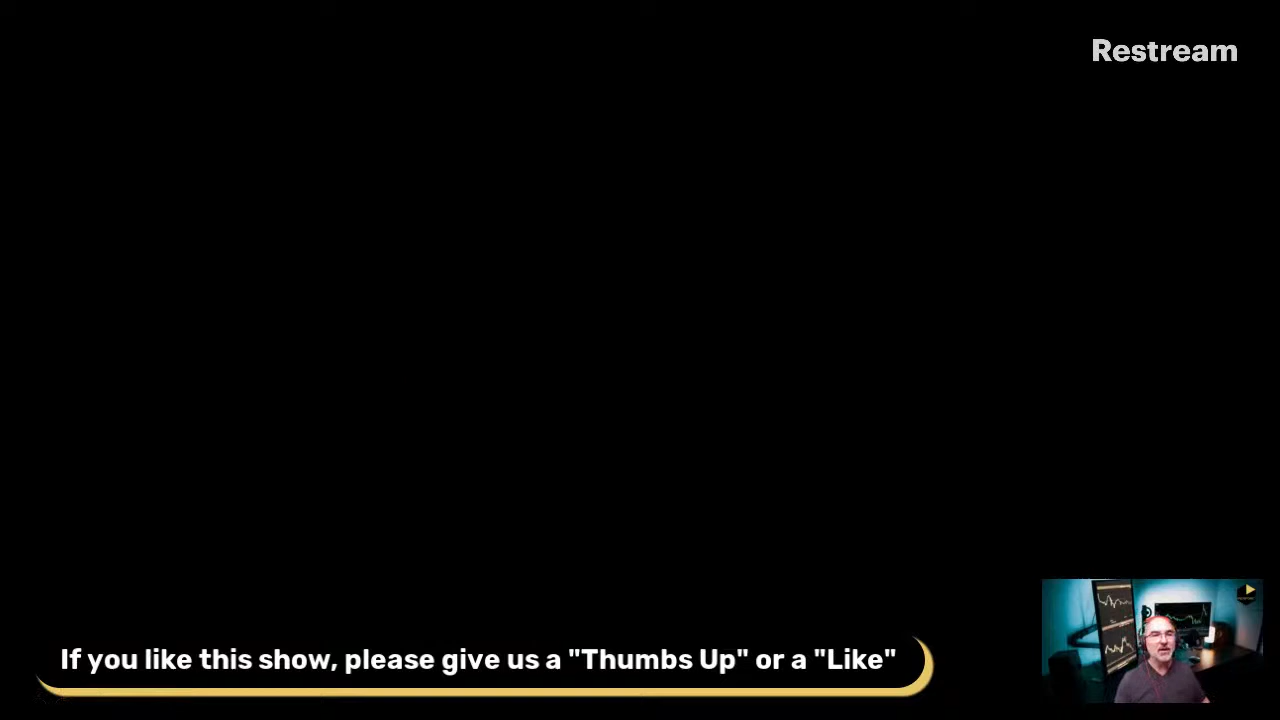 Restream
If you like this show, please give us a "Thumbs Up" or a "Like"